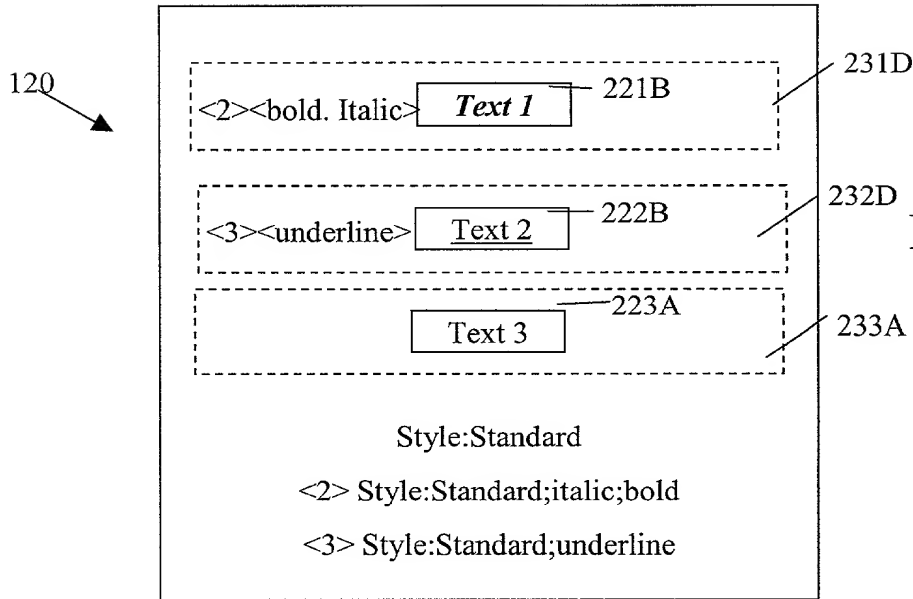 231D
120
221B
<2><bold. Italic> Text 1
232D
222B
<3><underline> Text 2
223A
Text 3
233A
Style:Standard
<2> Style:Standard;italic;bold
<3> Style:Standard;underline